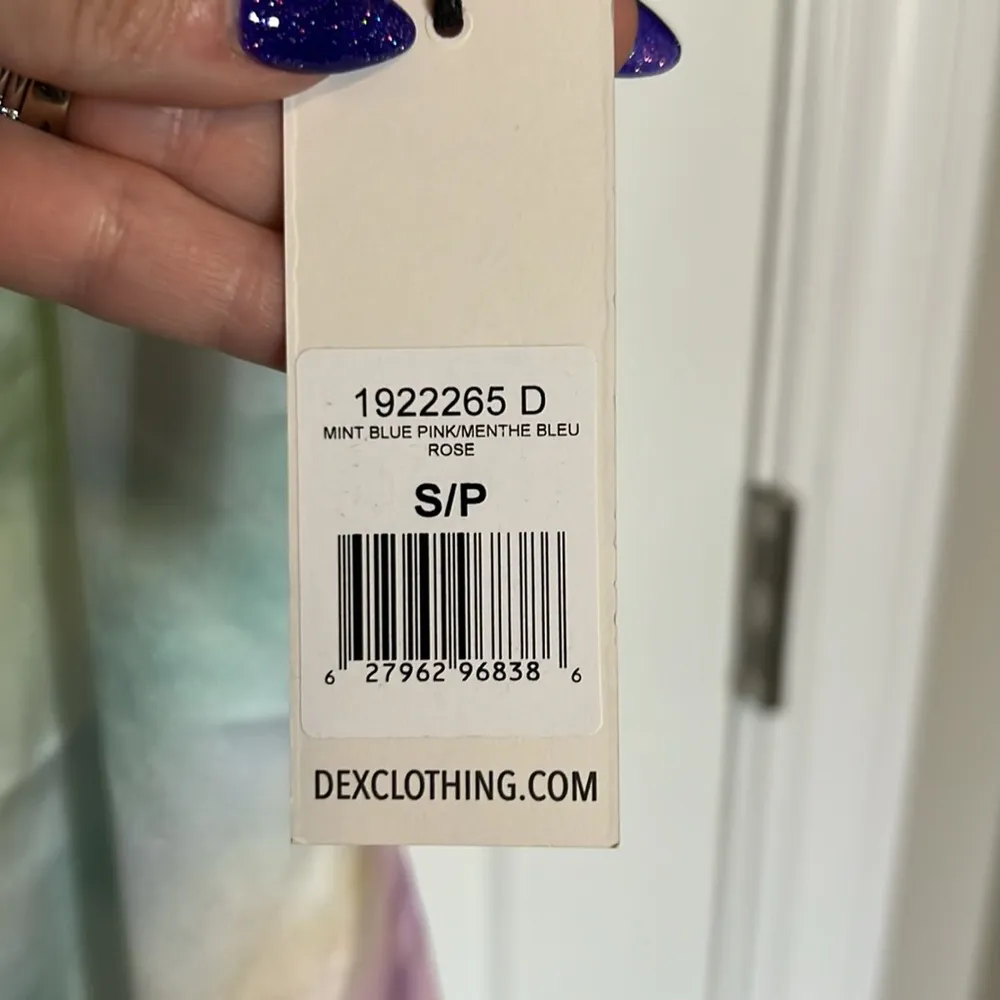 1922265 D
MINT BLUE PINK/MENTHE BLEU
ROSE
S/P
6 27962 96838 6
DEXCLOTHING.COM